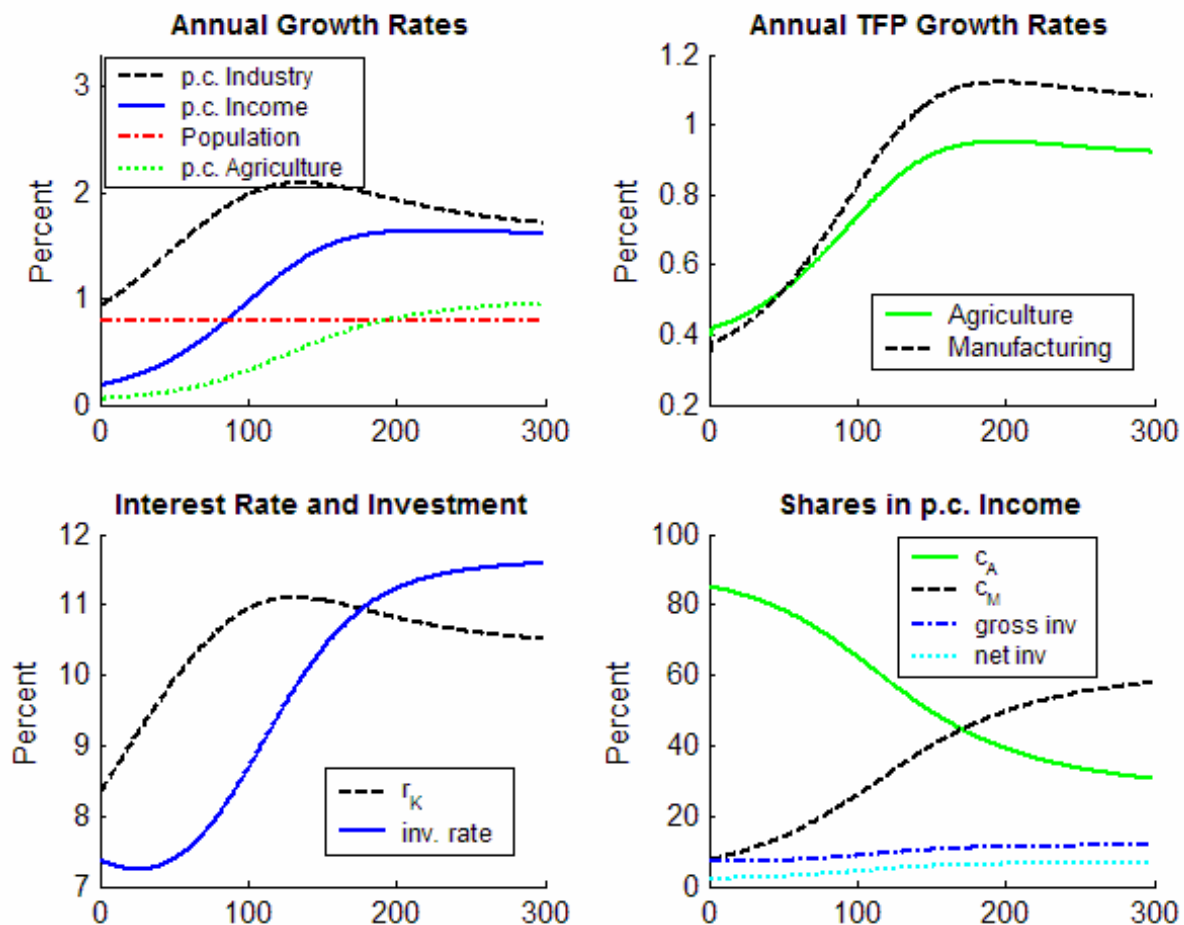 Annual Growth Rates
Percent
3
2
1
0
p.c. Industry
p.c. Income
Population
p.c. Agriculture
0 100 200 300
Annual TFP Growth Rates
Percent
1.2
1
0.8
0.6
0.4
0.2
Agriculture
Manufacturing
0 100 200 300
Interest Rate and Investment
Percent
12
11
10
9
8
7
r_K
inv. rate
0 100 200 300
Shares in p.c. Income
Percent
100
80
60
40
20
0
c_A
c_M
gross inv
net inv
0 100 200 300